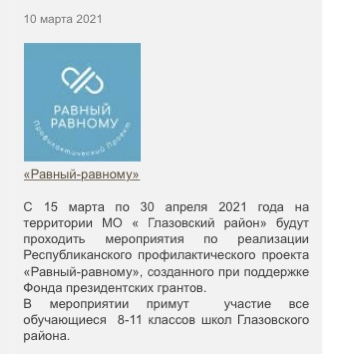 10 марта 2021
РАВНЫЙ
РАВНОМУ
Профилактический Проект
«Равный-равному»
С 15 марта по 30 апреля 2021 года на
территории МО « Глазовский район» будут
проходить мероприятия по реализации
Республиканского профилактического проекта
«Равный-равному», созданного при поддержке
Фонда президентских грантов.
В мероприятии примут участие все
обучающиеся 8-11 классов школ Глазовского
района.